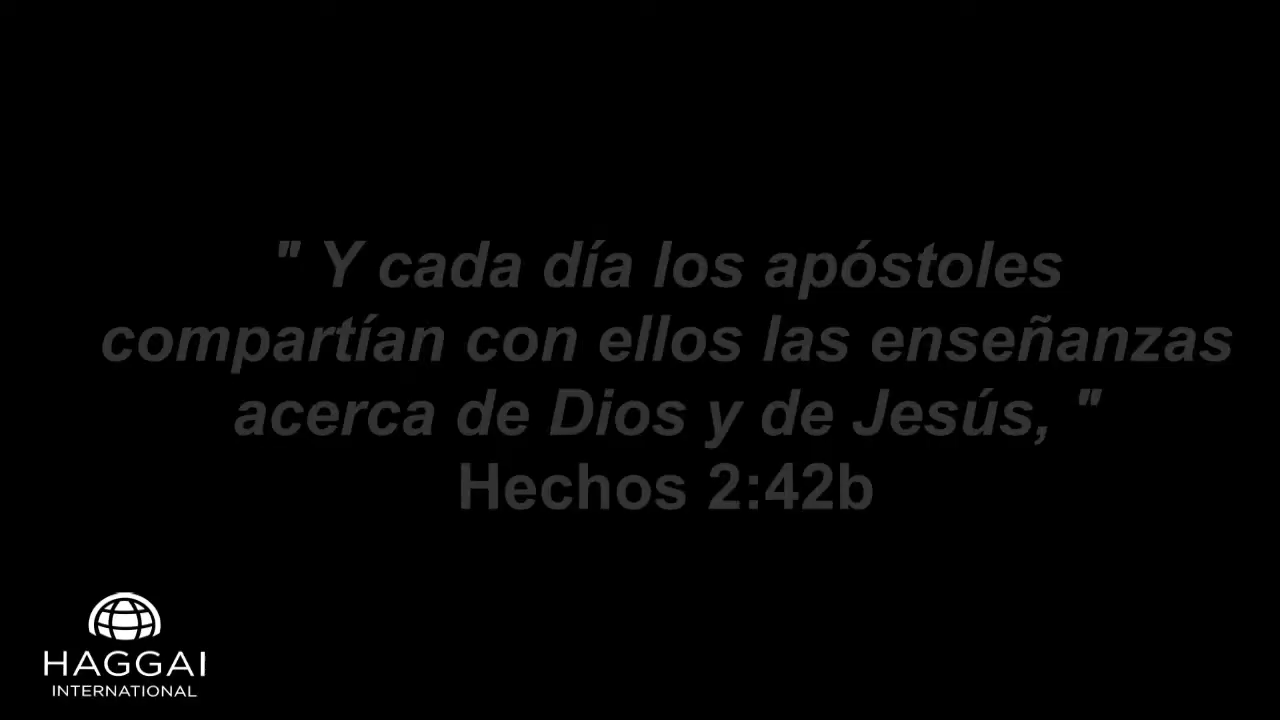 " Y cada día los apóstoles
compartían con ellos las enseñanzas
acerca de Dios y de Jesús, "
Hechos 2:42b
HAGGAI
INTERNATIONAL